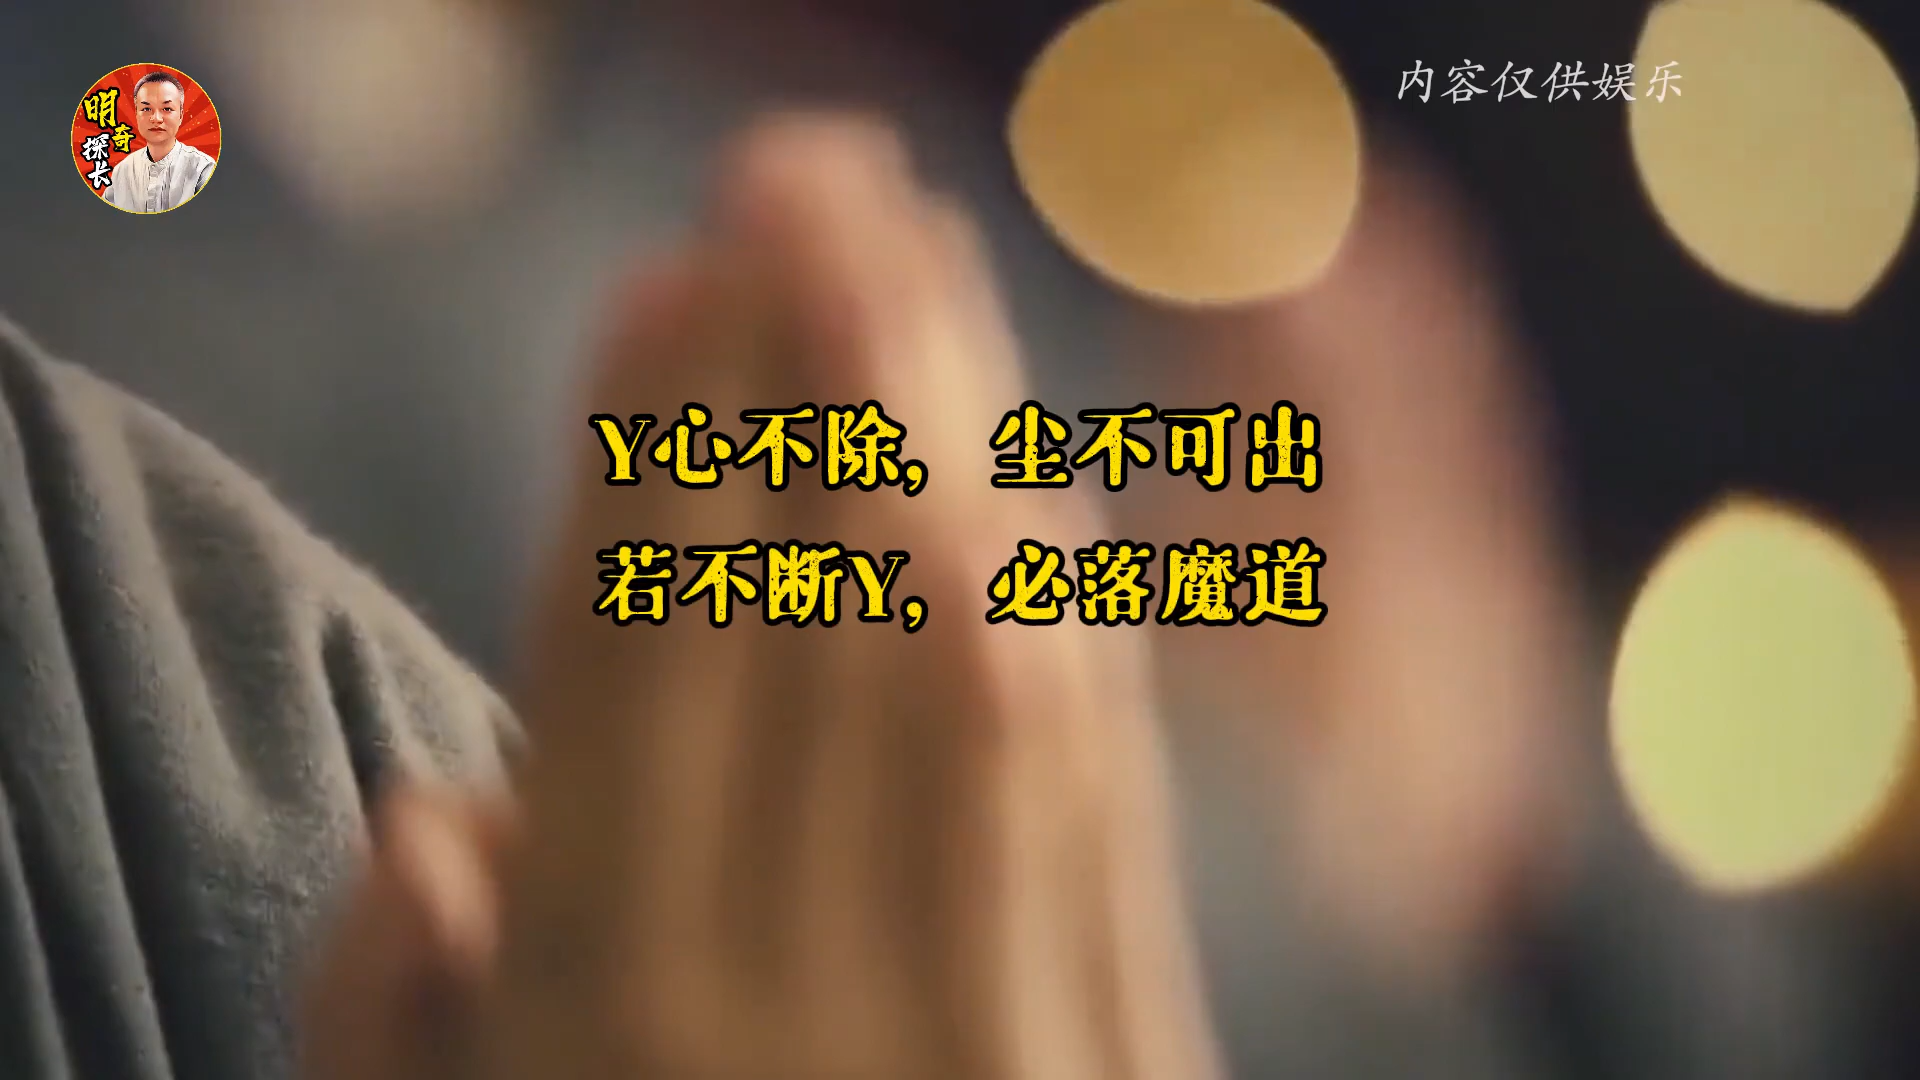 明奇
探长
内容仅供娱乐
Y心不除，尘不可出
若不断Y，必落魔道